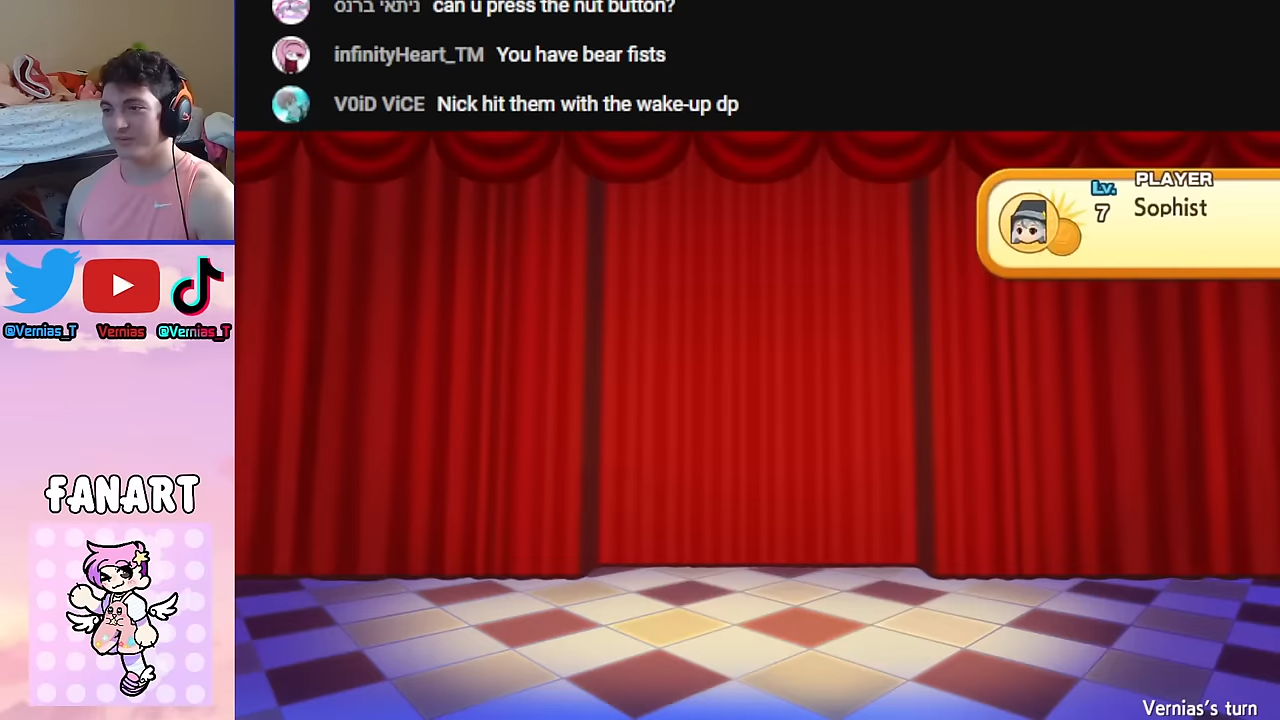 ניתאי ברנס can u press the nut button?
infinityHeart_TM You have bear fists
V0iD ViCE Nick hit them with the wake-up dp
PLAYER
Lv. 7 Sophist
@Vernias_T Vernias @Vernias_T
FANART
Vernias's turn